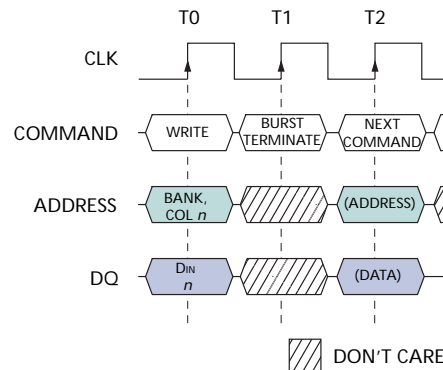 T0 T1 T2
CLK
COMMAND WRITE BURST TERMINATE NEXT COMMAND
ADDRESS BANK, COL n (ADDRESS)
DQ DIN n (DATA)
DON'T CARE